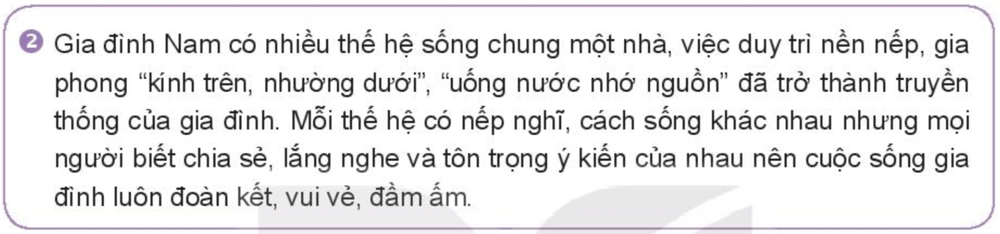 2 Gia đình Nam có nhiều thế hệ sống chung một nhà, việc duy trì nền nếp, gia
phong “kính trên, nhường dưới”, “uống nước nhớ nguồn” đã trở thành truyền
thống của gia đình. Mỗi thế hệ có nếp nghĩ, cách sống khác nhau nhưng mọi
người biết chia sẻ, lắng nghe và tôn trọng ý kiến của nhau nên cuộc sống gia
đình luôn đoàn kết, vui vẻ, đầm ấm.